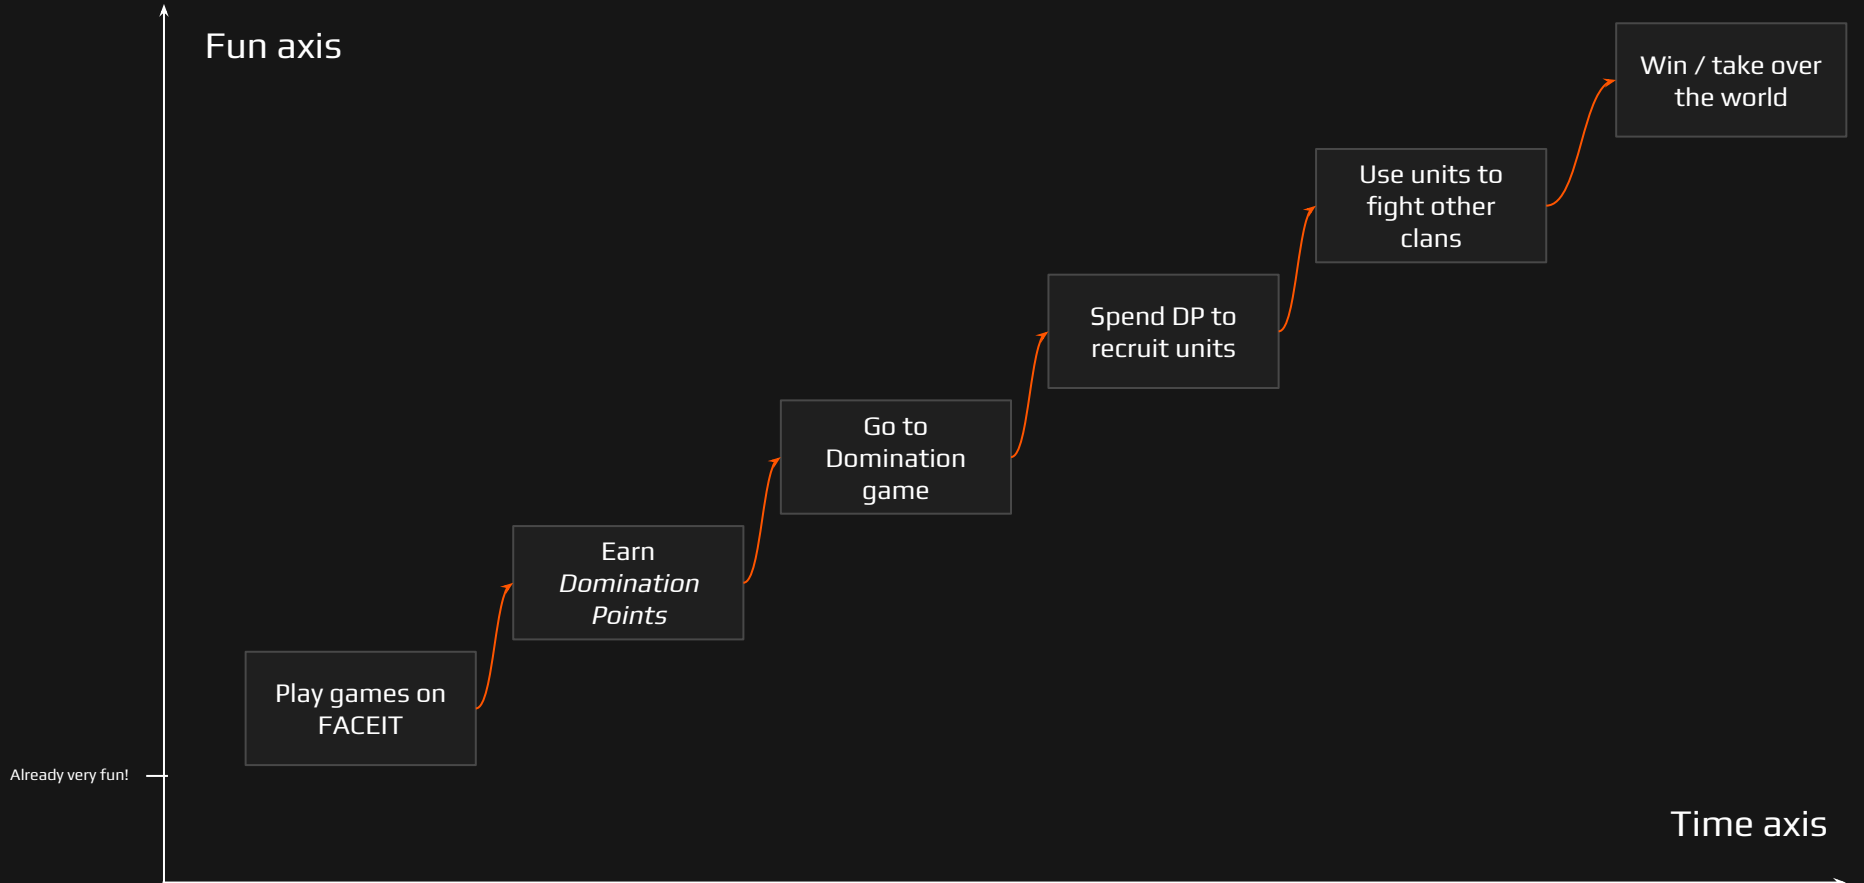 Fun axis
Win / take over
the world
Use units to
fight other
clans
Spend DP to
recruit units
Go to
Domination
game
Earn
Domination
Points
Play games on
FACEIT
Already very fun!
Time axis